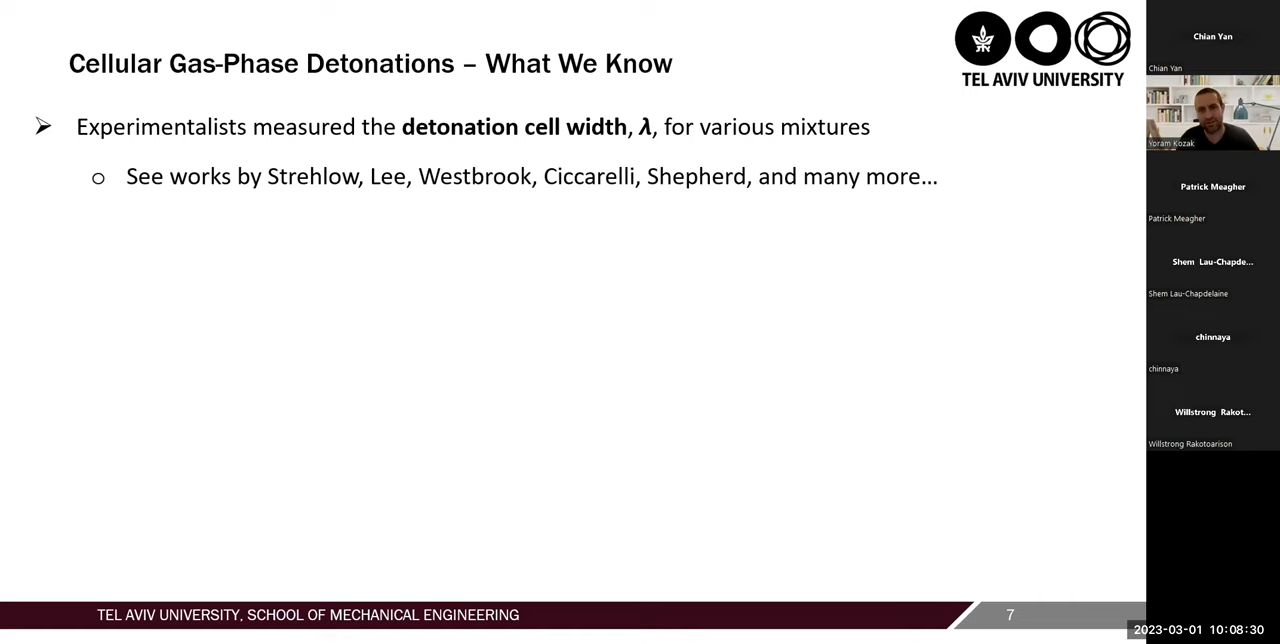 Cellular Gas-Phase Detonations – What We Know
TEL AVIV UNIVERSITY
➢ Experimentalists measured the detonation cell width, λ, for various mixtures
o See works by Strehlow, Lee, Westbrook, Ciccarelli, Shepherd, and many more…
TEL AVIV UNIVERSITY, SCHOOL OF MECHANICAL ENGINEERING
7
Chian Yan
Chian Yan
Yoram Kozak
Patrick Meagher
Patrick Meagher
Shem Lau-Chapde...
Shem Lau-Chapdelaine
chinnaya
chinnaya
Willstrong Rakot...
Willstrong Rakotoarison
2023-03-01 10:08:30